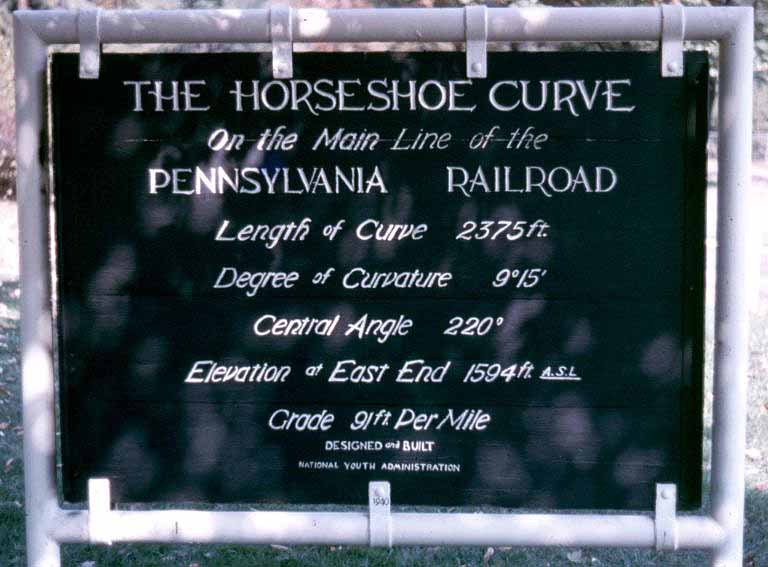 THE HORSESHOE CURVE
On the Main Line of the
PENNSYLVANIA RAILROAD
Length of Curve 2375 ft.
Degree of Curvature 9°15'
Central Angle 220°
Elevation at East End 1594 ft. A.S.L
Grade 91 ft. Per Mile
DESIGNED and BUILT
NATIONAL YOUTH ADMINISTRATION
1940